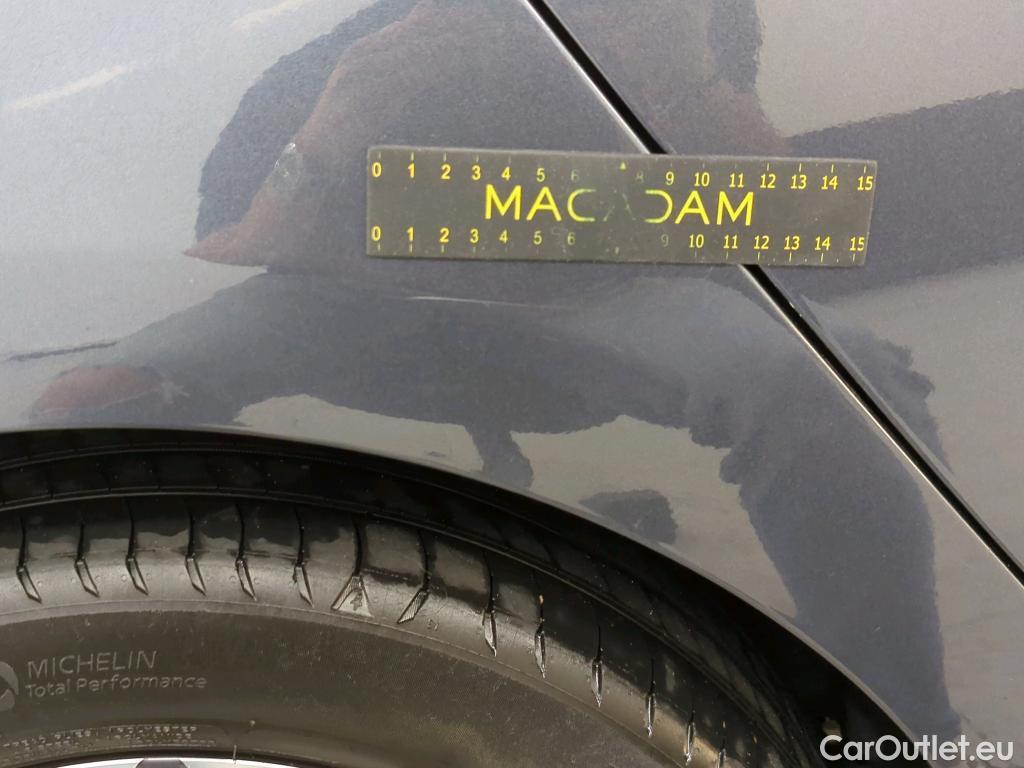 0 1 2 3 4 5 6 8 9 10 11 12 13 14 15
MACADAM
0 1 2 3 4 5 6 9 10 11 12 13 14 15
MICHELIN
Total Performance
CarOutlet.eu